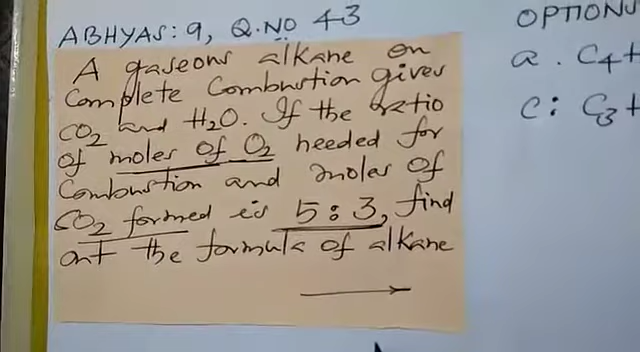 ABHYAS: 9, Q.NO 43
A gaseous alkane on
Complete Combustion gives
CO2 and H2O. If the ratio
of moles of O2 needed for
Combustion and moles of
CO2 formed is 5:3, find
out the formula of alkane
OPTIONS
a. C4H
C: C3H